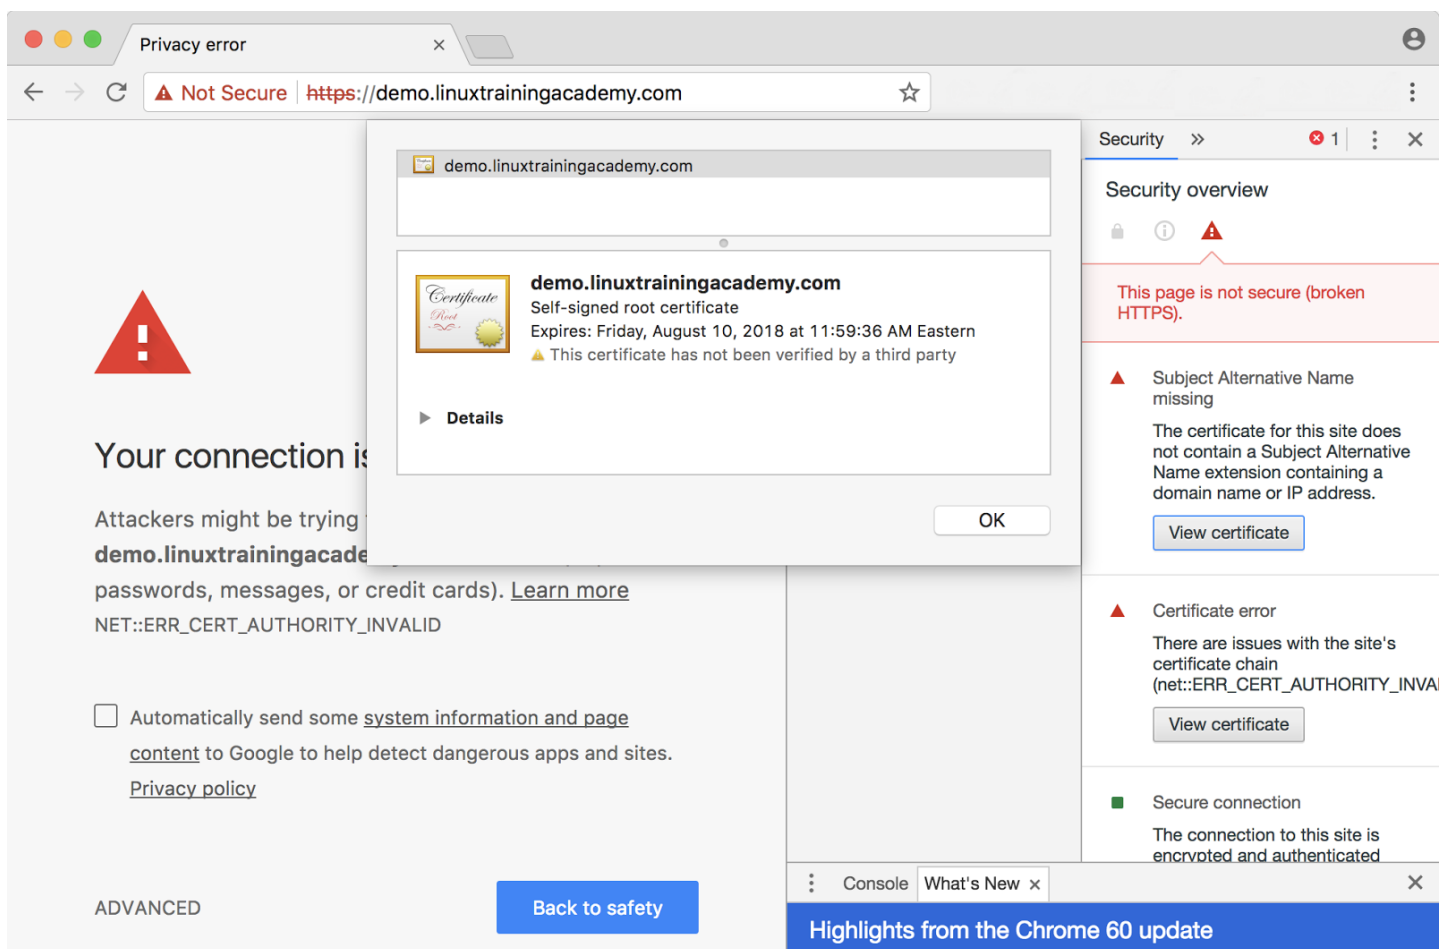 Privacy error
Not Secure https://demo.linuxtrainingacademy.com
demo.linuxtrainingacademy.com
Certificate
Root
demo.linuxtrainingacademy.com
Self-signed root certificate
Expires: Friday, August 10, 2018 at 11:59:36 AM Eastern
This certificate has not been verified by a third party
Details
OK
Your connection is
Attackers might be trying
demo.linuxtrainingacade
passwords, messages, or credit cards). Learn more
NET::ERR_CERT_AUTHORITY_INVALID
Automatically send some system information and page
content to Google to help detect dangerous apps and sites.
Privacy policy
ADVANCED
Back to safety
Security
1
Security overview
This page is not secure (broken
HTTPS).
Subject Alternative Name
missing
The certificate for this site does
not contain a Subject Alternative
Name extension containing a
domain name or IP address.
View certificate
Certificate error
There are issues with the site's
certificate chain
(net::ERR_CERT_AUTHORITY_INVA
View certificate
Secure connection
The connection to this site is
encrypted and authenticated
Console
What's New
Highlights from the Chrome 60 update